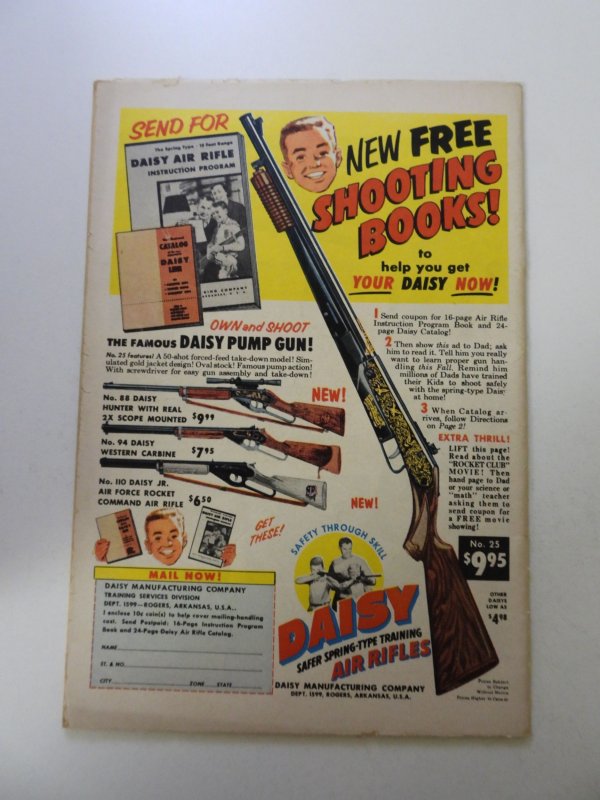 SEND FOR
The Spring Type - 15 Foot Range
DAISY AIR RIFLE
INSTRUCTION PROGRAM
CATALOG
DAISY
LINE
NEW FREE
SHOOTING
BOOKS!
to
help you get
YOUR DAISY NOW!
OWN and SHOOT
THE FAMOUS DAISY PUMP GUN!
No. 25 features! A 50-shot forced-feed take-down model! Sim-
ulated gold jacket design! Oval stock! Famous pump action!
With screwdriver for easy gun assembly and take-down!
1 Send coupon for 16-page Air Rifle
Instruction Program Book and 24-
page Daisy Catalog!
2 Then show this ad to Dad; ask
him to read it. Tell him you really
want to learn proper gun han-
dling this Fall. Remind him
millions of Dads have trained
their Kids to shoot safely
with the spring-type Daisy
at home!
3 When Catalog ar-
rives, follow Directions
on Page 2!
EXTRA THRILL!
LIFT this page!
Read about the
"ROCKET CLUB"
MOVIE! Then
hand page to Dad
or your science or
"math" teacher
asking them to
send coupon for
a FREE movie
showing!
NEW!
No. 88 DAISY
HUNTER WITH REAL
2X SCOPE MOUNTED $9.99
No. 94 DAISY
WESTERN CARBINE $7.95
No. 110 DAISY JR.
AIR FORCE ROCKET
COMMAND AIR RIFLE $6.50
NEW!
GET
THESE!
No. 25
$9.95
OTHER
DAISYS
LOW AS
$4.98
SAFETY THROUGH SKILL
DAISY
SAFER SPRING-TYPE TRAINING
AIR RIFLES
DAISY MANUFACTURING COMPANY
DEPT. 1599, ROGERS, ARKANSAS, U.S.A.
MAIL NOW!
DAISY MANUFACTURING COMPANY
TRAINING SERVICES DIVISION
DEPT. 1599—ROGERS, ARKANSAS, U.S.A..
I enclose 10c coin(s) to help cover mailing-handling
cost. Send Postpaid: 16-Page Instruction Program
Book and 24-Page Daisy Air Rifle Catalog.
NAME
ST. & NO.
CITY ZONE STATE
Prices Subject
to Change
Without Notice
Prices Higher in Canada